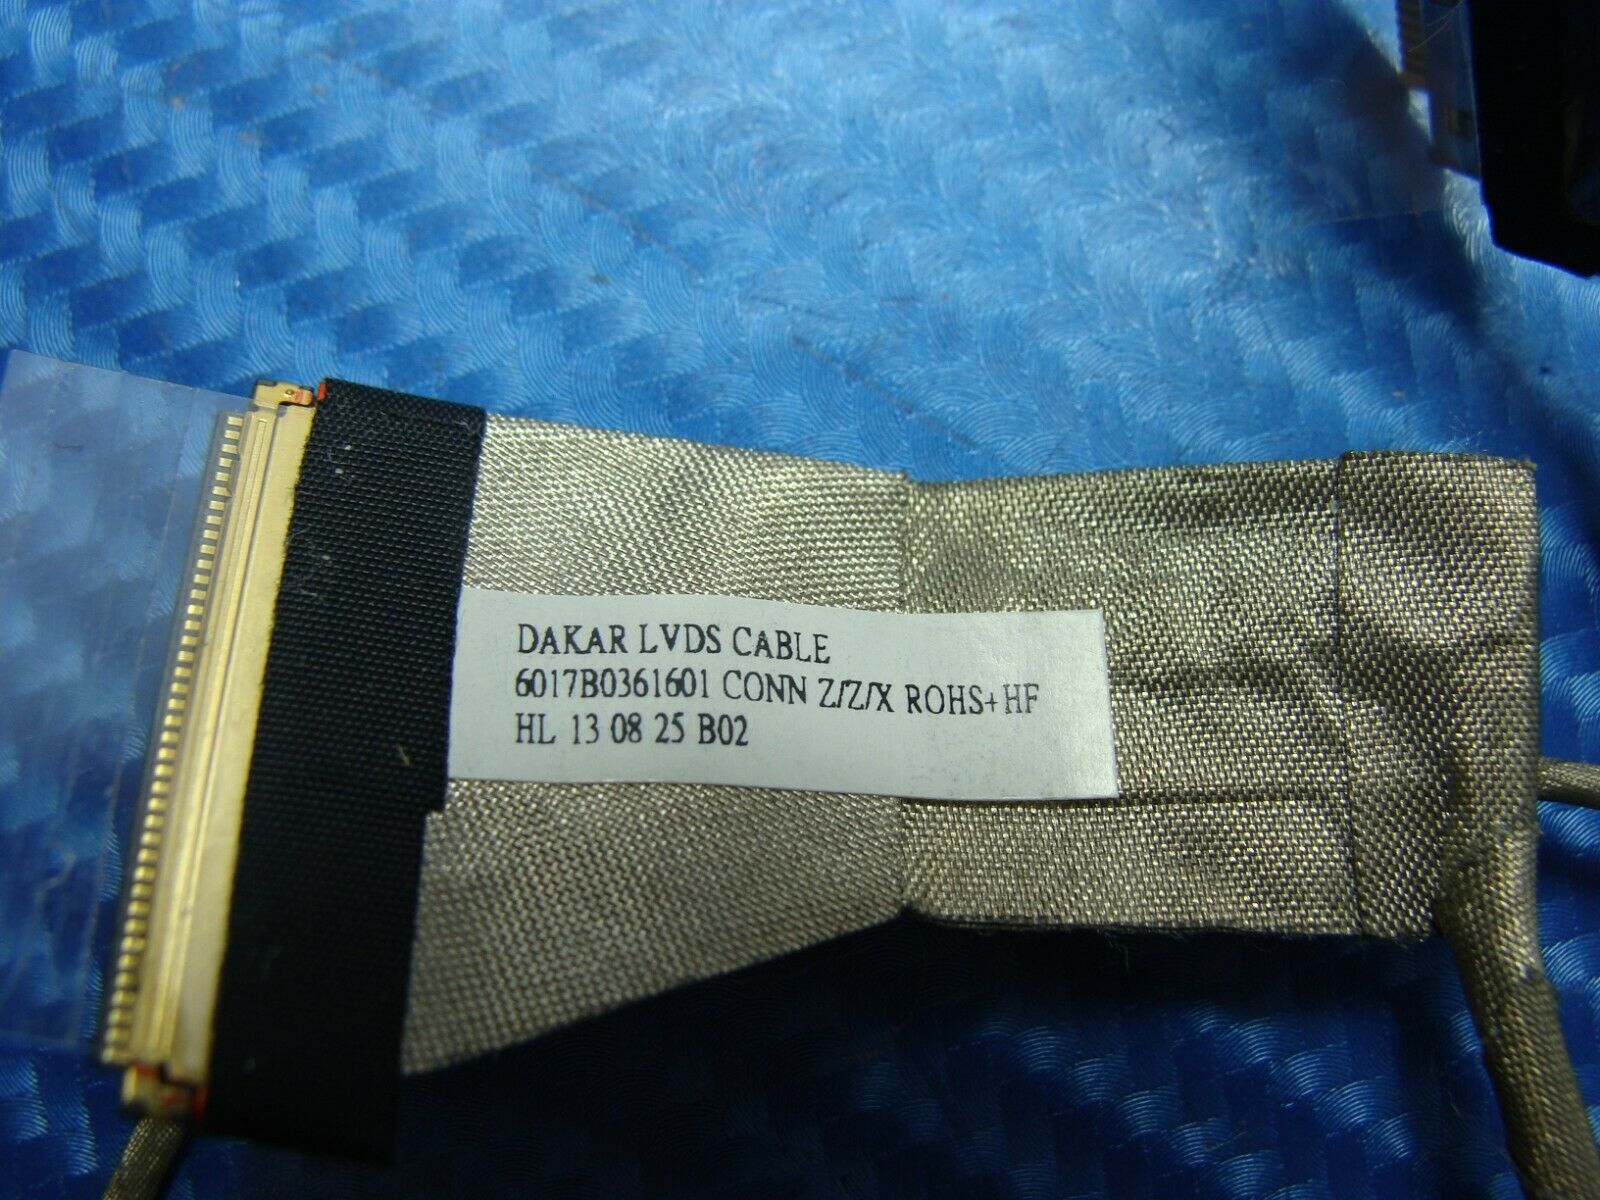 DAKAR LVDS CABLE
6017B0361601 CONN Z/Z/X ROHS+HF
HL 13 08 25 B02